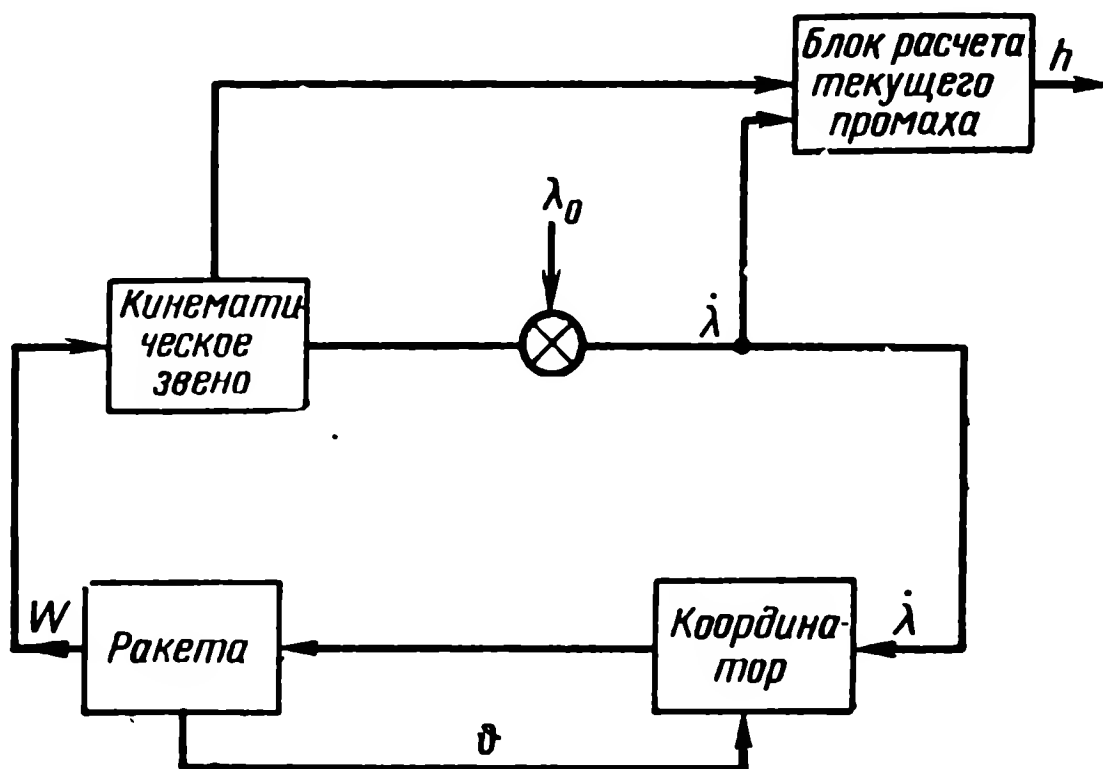 Блок расчета
текущего
промаха
h
λ₀
Кинемати-
ческое
звено
λ̇
W
Ракета
Координа-
тор
λ̇
ϑ